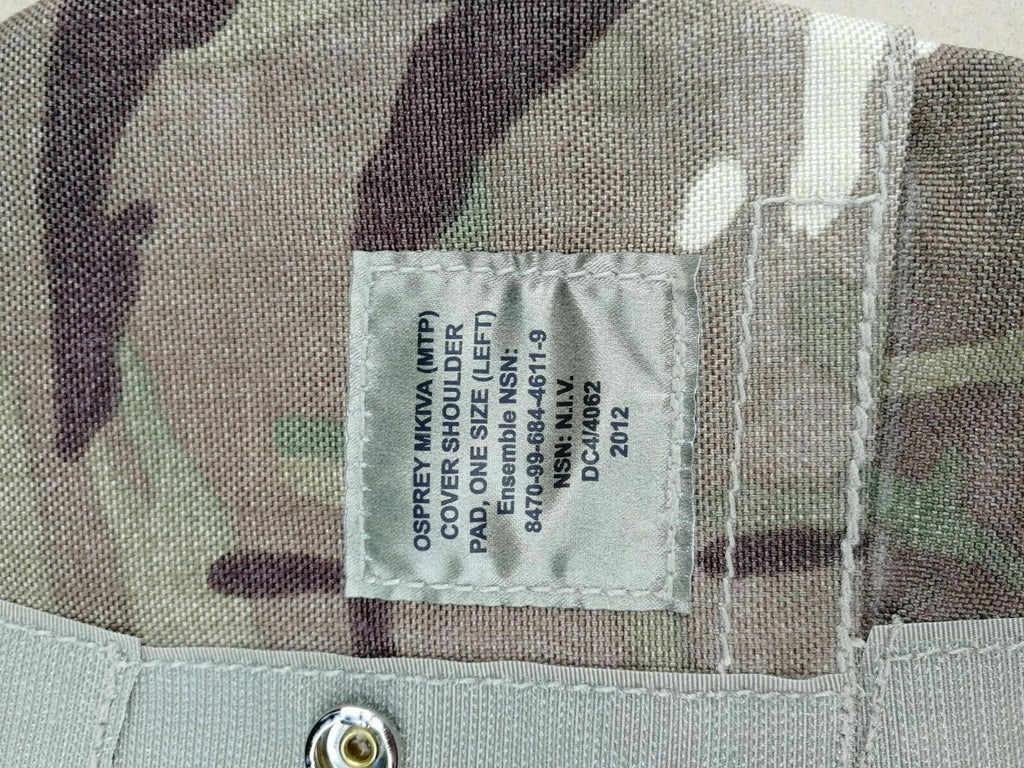 OSPREY MKIVA (MTP)
COVER SHOULDER
PAD, ONE SIZE (LEFT)
Ensemble NSN:
8470-99-684-4611-9
NSN: N.I.V.
DC4/4062
2012